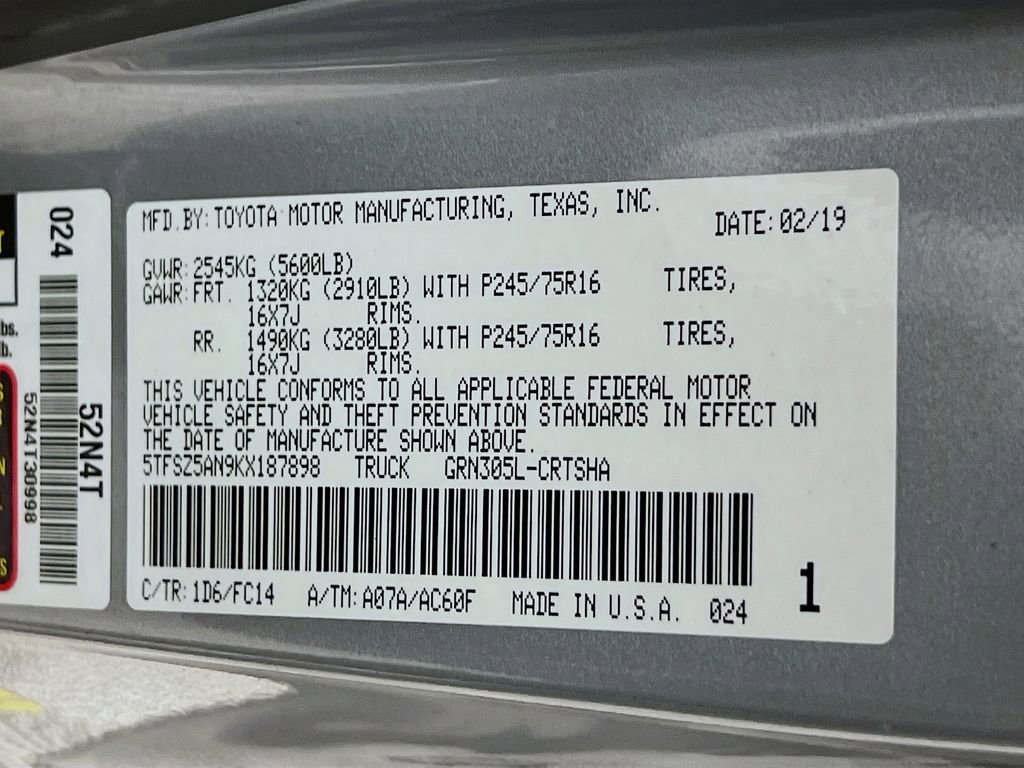 MFD.BY: TOYOTA MOTOR MANUFACTURING, TEXAS, INC.
DATE: 02/19
GVWR: 2545KG (5600LB)
GAWR: FRT. 1320KG (2910LB) WITH P245/75R16 TIRES,
16X7J RIMS.
RR. 1490KG (3280LB) WITH P245/75R16 TIRES,
16X7J RIMS.
THIS VEHICLE CONFORMS TO ALL APPLICABLE FEDERAL MOTOR
VEHICLE SAFETY AND THEFT PREVENTION STANDARDS IN EFFECT ON
THE DATE OF MANUFACTURE SHOWN ABOVE.
5TFSZ5AN9KX187898 TRUCK GRN305L-CRTSHA
C/TR: 1D6/FC14 A/TM: A07A/AC60F MADE IN U.S.A. 024
1
024
52N4T
52N4T30998